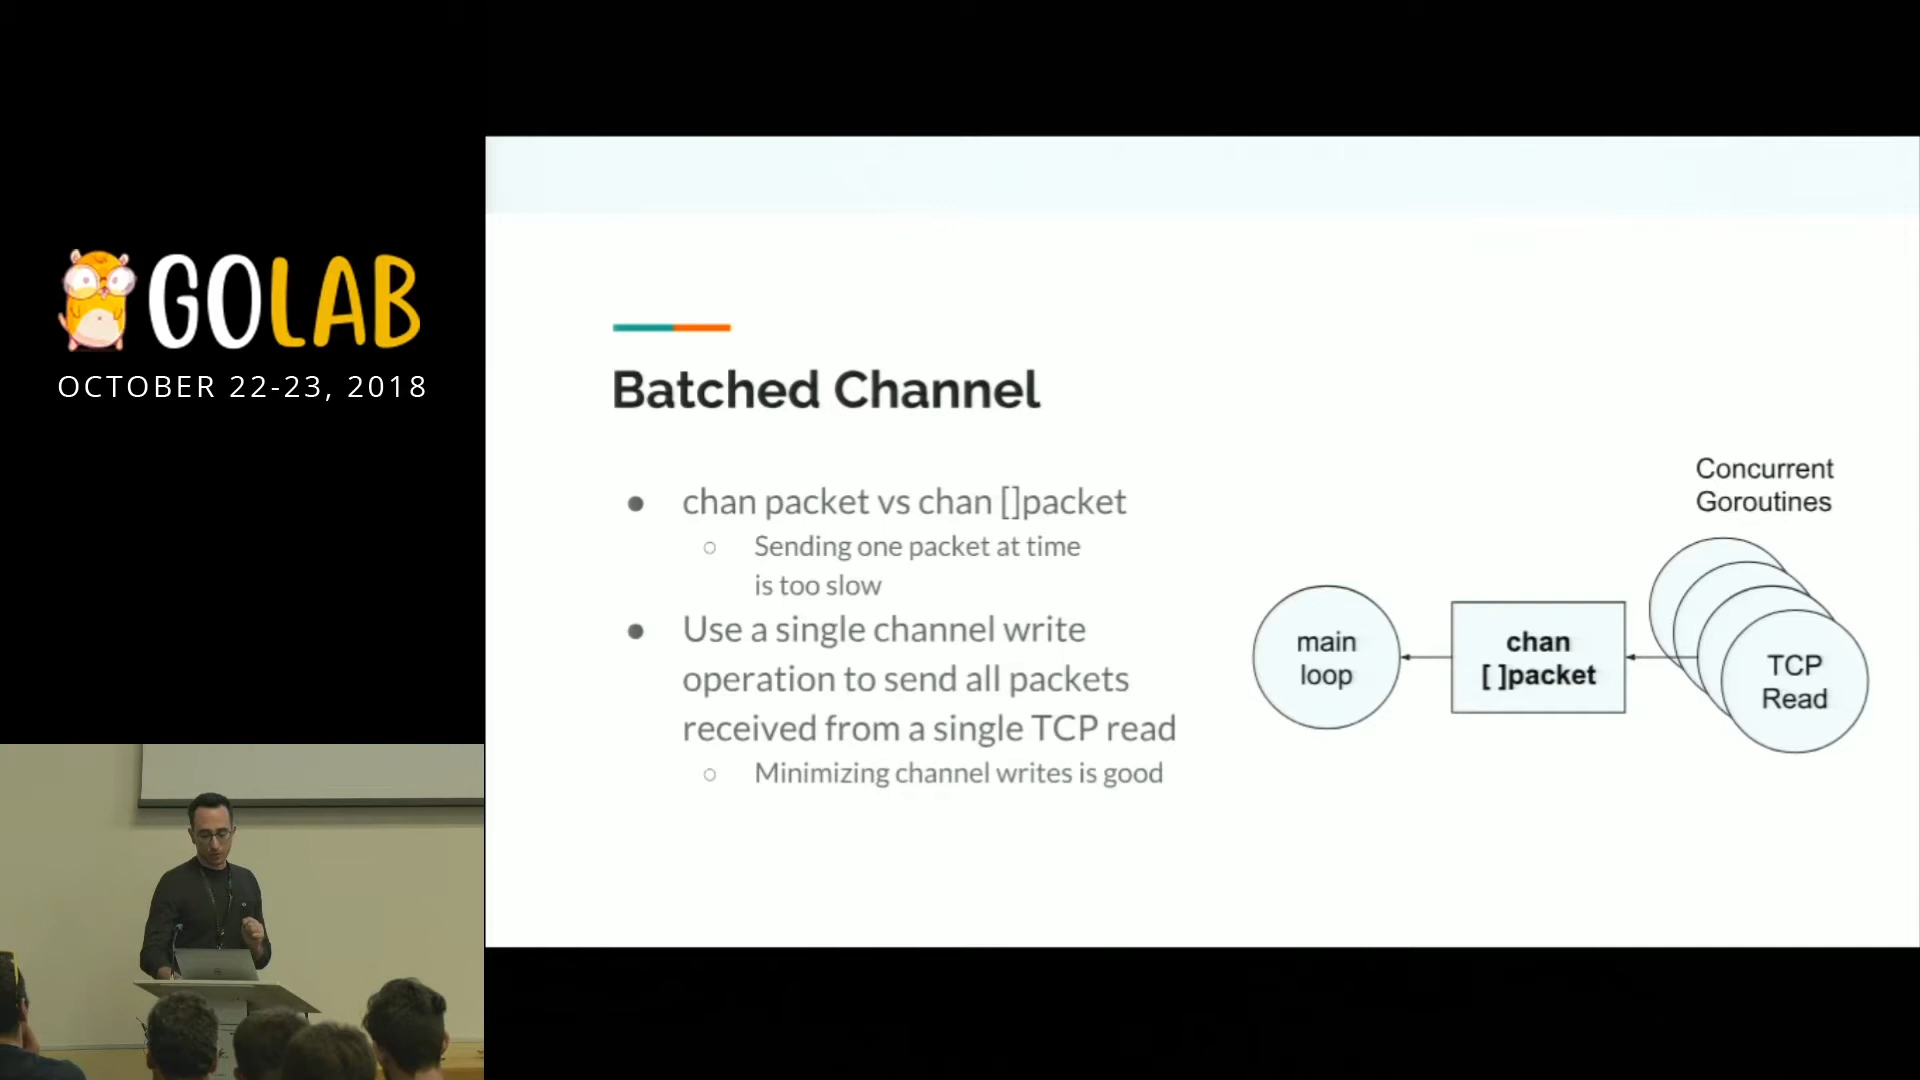 GOLAB
OCTOBER 22-23, 2018
Batched Channel
● chan packet vs chan []packet
○ Sending one packet at time
is too slow
● Use a single channel write
operation to send all packets
received from a single TCP read
○ Minimizing channel writes is good
Concurrent
Goroutines
main
loop
chan
[ ]packet
TCP
Read